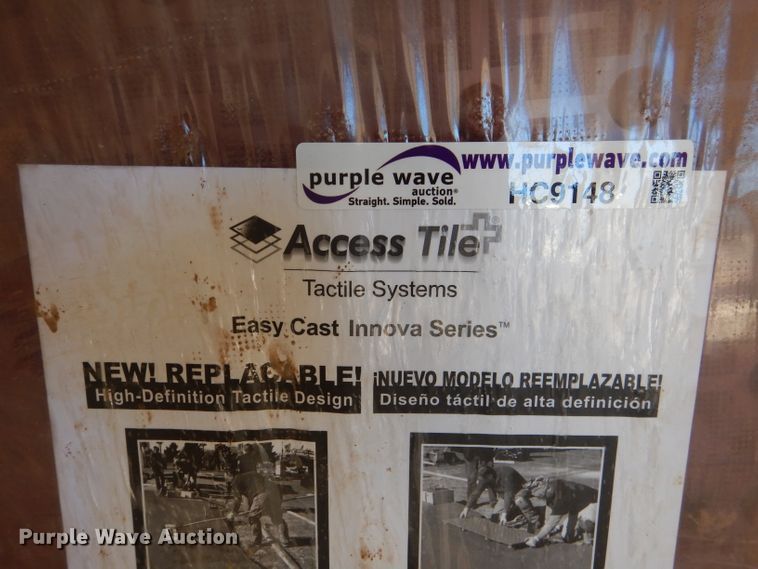 www.purplewave.com
purple wave
auction®
Straight. Simple. Sold.
HC9148
Access Tile
Tactile Systems
Easy Cast Innova Series™
NEW! REPLACABLE!
High-Definition Tactile Design
¡NUEVO MODELO REEMPLAZABLE!
Diseño táctil de alta definición
Purple Wave Auction